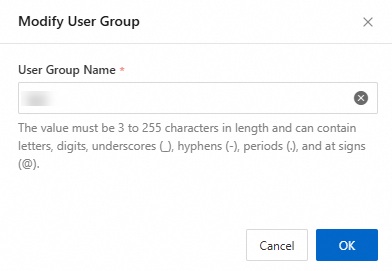 Modify User Group
User Group Name *
The value must be 3 to 255 characters in length and can contain
letters, digits, underscores (_), hyphens (-), periods (.), and at signs
(@).
Cancel
OK